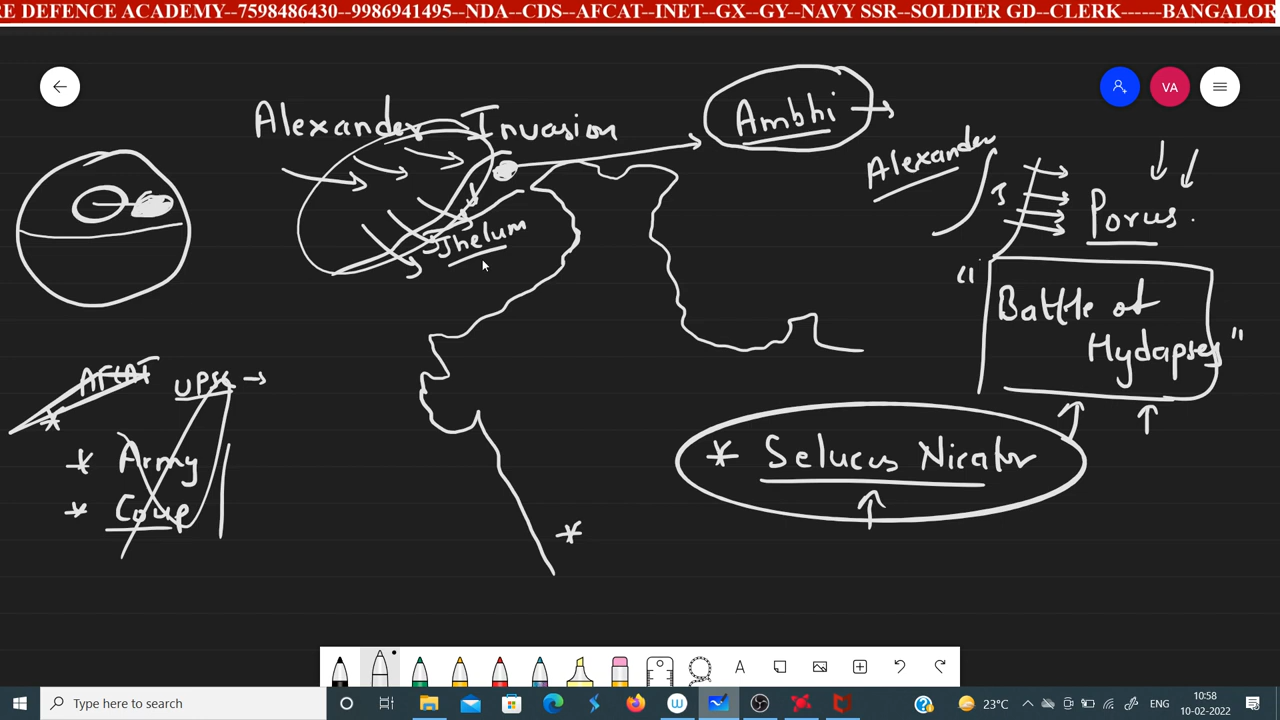 RE DEFENCE ACADEMY--7598486430--9986941495--NDA--CDS--AFCAT--INET--GX--GY--NAVY SSR--SOLDIER GD--CLERK------BANGALOR
VA
Alexander Invasion
Ambhi
Alexander
J
Porus.
Jhelum
"Battle of
Hydapses"
AFCAT UPSC
* Army
* Coup
* Selucus Nicator
A
Type here to search
W
23°C
ENG
10:58
10-02-2022